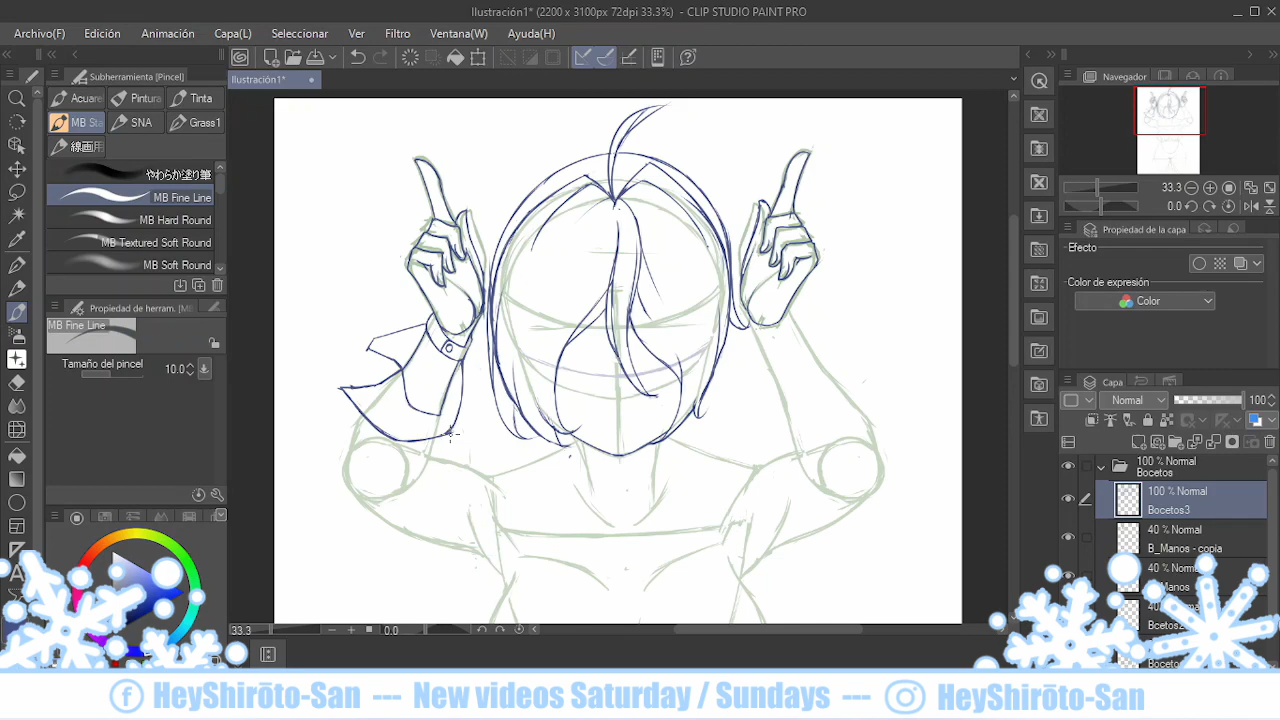 Ilustración1* (2200 x 3100px 72dpi 33.3%) - CLIP STUDIO PAINT PRO
Archivo(F) Edición Animación Capa(L) Seleccionar Ver Filtro Ventana(W) Ayuda(H)
Subherramienta [Pincel]
Acuare Pintura Tinta
MB Sta SNA Grass1
線画用
やわらか塗り筆
MB Fine Line
MB Hard Round
MB Textured Soft Round
MB Soft Round
Propiedad de herram. [MB
MB Fine Line
Tamaño del pincel 10.0
Ilustración1*
33.3 0.0
Navegador
33.3
0.0
Propiedad de la capa
Efecto
Color de expresión
Color
Capa
Normal 100
100 % Normal
Bocetos
100 % Normal
Bocetos3
40 % Normal
B_Manos - copia
40 % Normal
HeyShirōto-San --- New videos Saturday / Sundays --- HeyShirōto-San